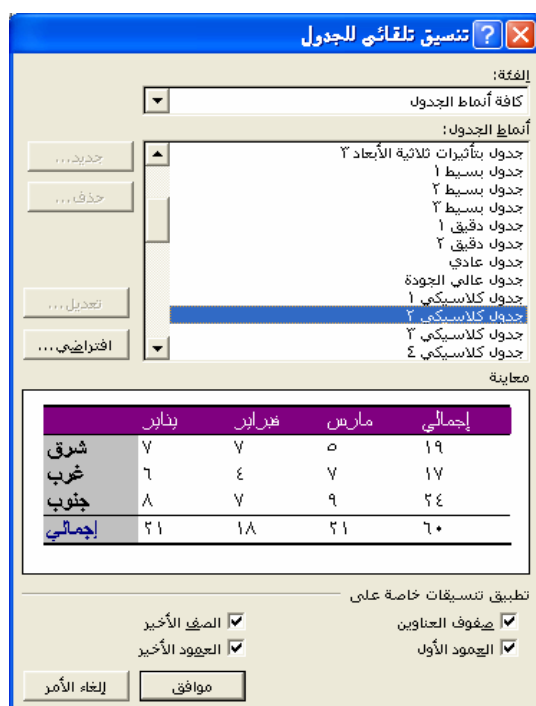 تنسيق تلقائي للجدول
الفئة:
كافة أنماط الجدول
أنماط الجدول:
جدول بتأثيرات ثلاثية الأبعاد ٣
جدول بسيط ١
جدول بسيط ٢
جدول بسيط ٣
جدول دقيق ١
جدول دقيق ٢
جدول عادي
جدول عالي الجودة
جدول كلاسيكي ١
جدول كلاسيكي ٢
جدول كلاسيكي ٣
جدول كلاسيكي ٤
جديد...
حذف...
تعديل...
افتراضي...
معاينة
يناير فبراير مارس إجمالي
شرق ٧ ٧ ٥ ١٩
غرب ٦ ٤ ٧ ١٧
جنوب ٨ ٧ ٩ ٢٤
إجمالي ٢١ ١٨ ٢١ ٦٠
تطبيق تنسيقات خاصة على
صفوف العناوين الصف الأخير
العمود الأول العمود الأخير
موافق إلغاء الأمر